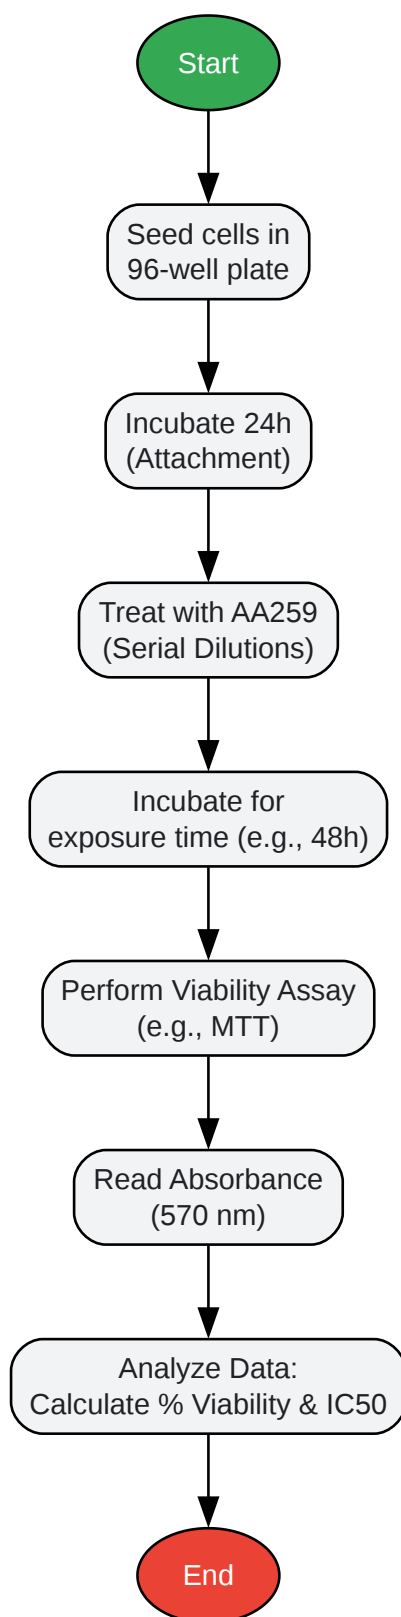 Start
Seed cells in
96-well plate
Incubate 24h
(Attachment)
Treat with AA259
(Serial Dilutions)
Incubate for
exposure time (e.g., 48h)
Perform Viability Assay
(e.g., MTT)
Read Absorbance
(570 nm)
Analyze Data:
Calculate % Viability & IC50
End